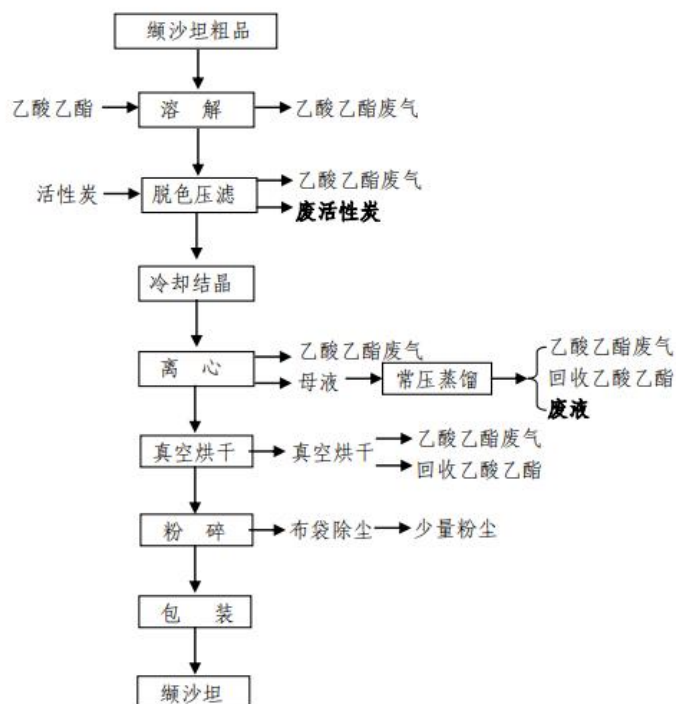 缬沙坦粗品
乙酸乙酯
溶 解
乙酸乙酯废气
活性炭
脱色压滤
乙酸乙酯废气
废活性炭
冷却结晶
离 心
乙酸乙酯废气
母液
常压蒸馏
乙酸乙酯废气
回收乙酸乙酯
废液
真空烘干
真空烘干
乙酸乙酯废气
回收乙酸乙酯
粉 碎
布袋除尘
少量粉尘
包 装
缬沙坦